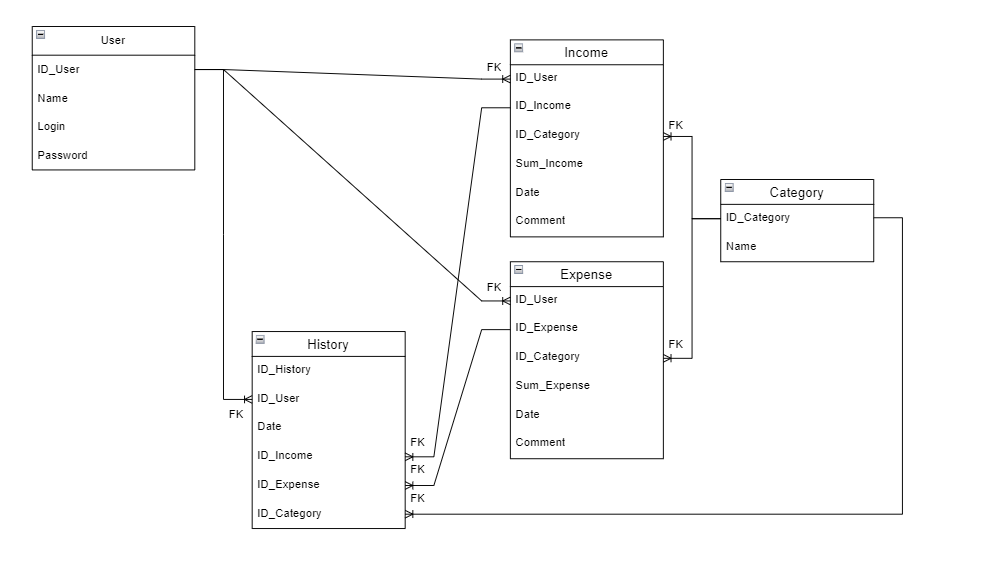 User
ID_User
Name
Login
Password
Income
FK
ID_User
ID_Income
ID_Category
FK
Sum_Income
Date
Comment
Category
ID_Category
Name
Expense
FK
ID_User
ID_Expense
ID_Category
FK
Sum_Expense
Date
Comment
History
ID_History
ID_User
FK
Date
ID_Income
FK
ID_Expense
FK
ID_Category
FK